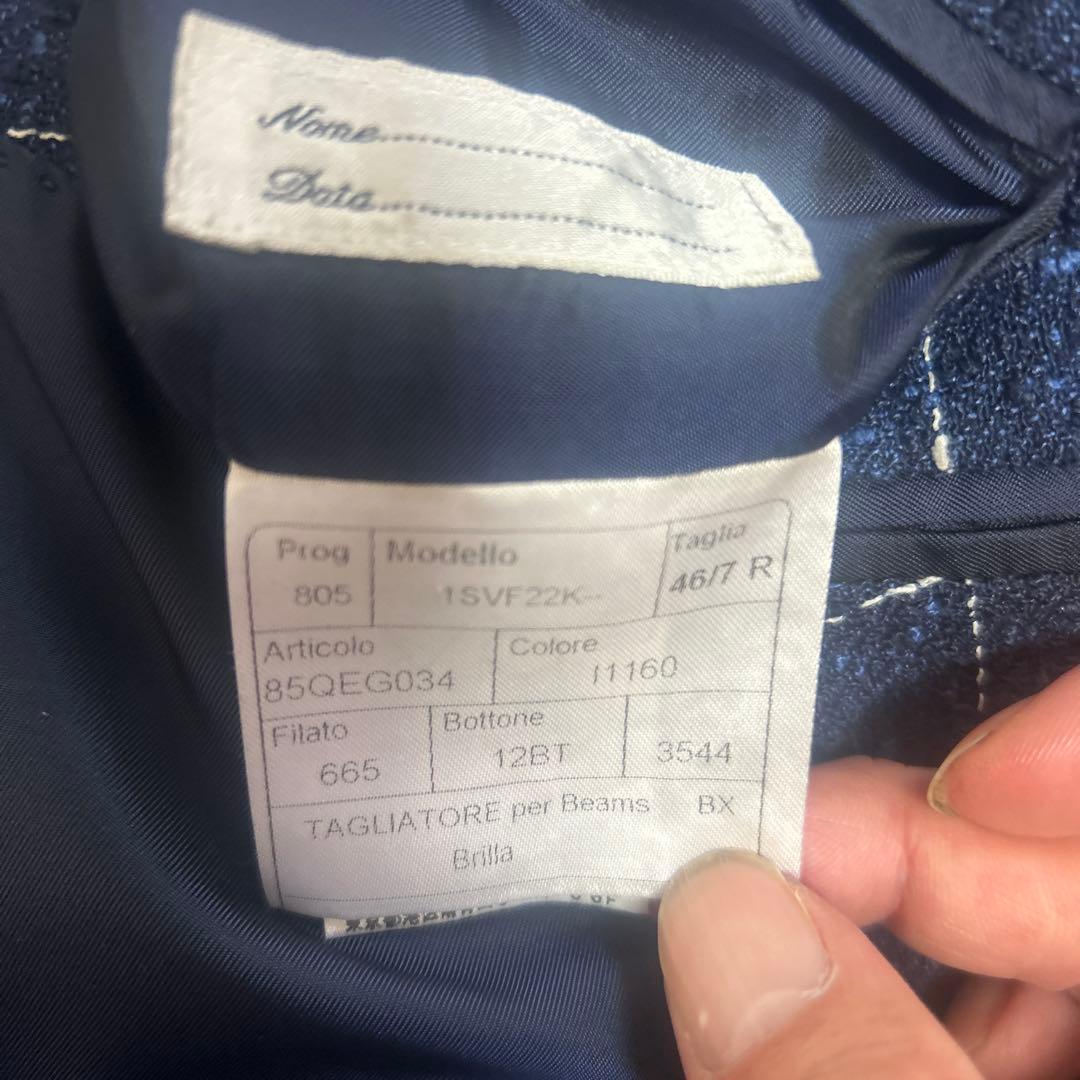 Nome
Data
Prog Modello Taglia
805 1SVF22K-- 46/7 R
Articolo Colore
85QEG034 I1160
Filato Bottone
665 12BT 3544
TAGLIATORE per Beams BX
Brilla